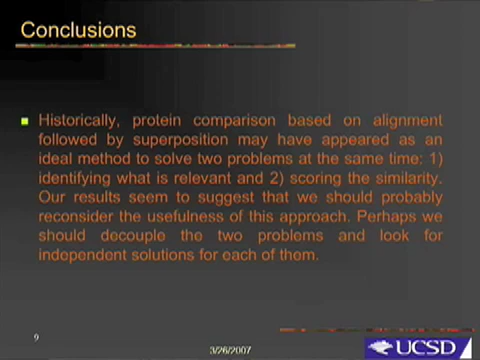 Conclusions
Historically, protein comparison based on alignment
followed by superposition may have appeared as an
ideal method to solve two problems at the same time: 1)
identifying what is relevant and 2) scoring the similarity.
Our results seem to suggest that we should probably
reconsider the usefulness of this approach. Perhaps we
should decouple the two problems and look for
independent solutions for each of them.
9
3/26/2007
UCSD